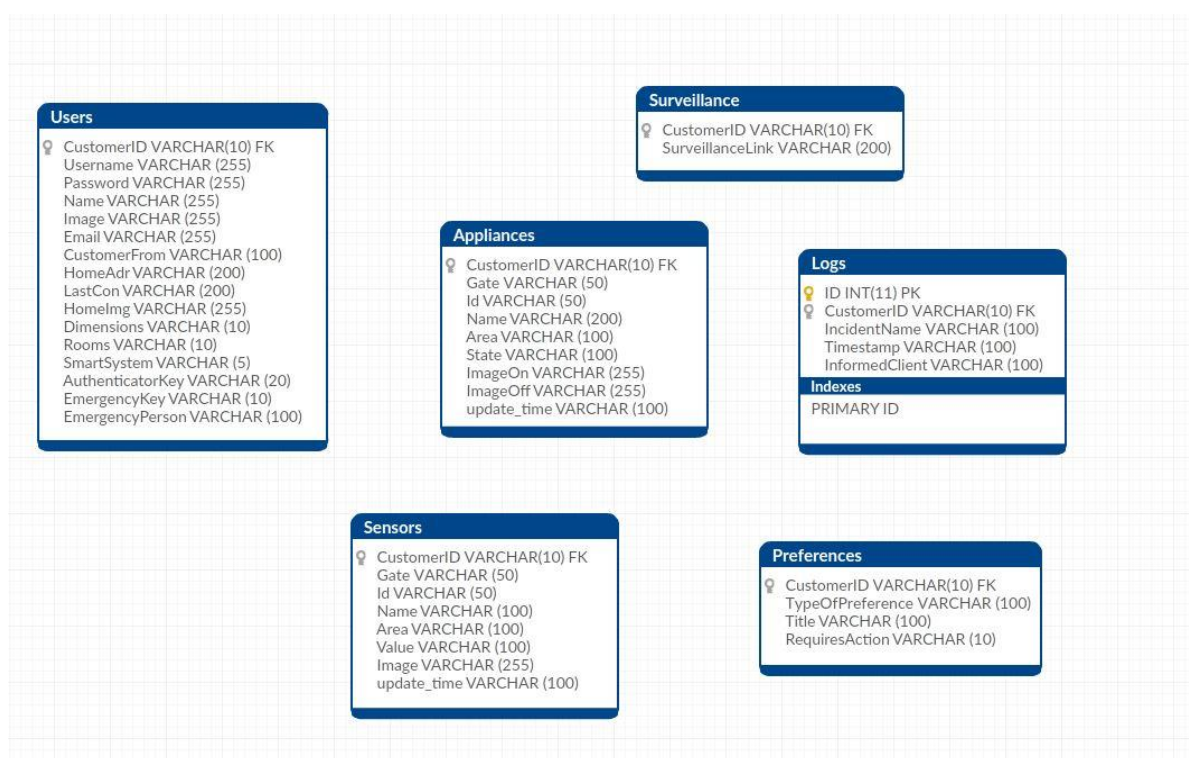 Users
CustomerID VARCHAR(10) FK
Username VARCHAR (255)
Password VARCHAR (255)
Name VARCHAR (255)
Image VARCHAR (255)
Email VARCHAR (255)
CustomerFrom VARCHAR (100)
HomeAdr VARCHAR (200)
LastCon VARCHAR (200)
HomeImg VARCHAR (255)
Dimensions VARCHAR (10)
Rooms VARCHAR (10)
SmartSystem VARCHAR (5)
AuthenticatorKey VARCHAR (20)
EmergencyKey VARCHAR (10)
EmergencyPerson VARCHAR (100)
Surveillance
CustomerID VARCHAR(10) FK
SurveillanceLink VARCHAR (200)
Appliances
CustomerID VARCHAR(10) FK
Gate VARCHAR (50)
Id VARCHAR (50)
Name VARCHAR (200)
Area VARCHAR (100)
State VARCHAR (100)
ImageOn VARCHAR (255)
ImageOff VARCHAR (255)
update_time VARCHAR (100)
Logs
ID INT(11) PK
CustomerID VARCHAR(10) FK
IncidentName VARCHAR (100)
Timestamp VARCHAR (100)
InformedClient VARCHAR (100)
Indexes
PRIMARY ID
Sensors
CustomerID VARCHAR(10) FK
Gate VARCHAR (50)
Id VARCHAR (50)
Name VARCHAR (100)
Area VARCHAR (100)
Value VARCHAR (100)
Image VARCHAR (255)
update_time VARCHAR (100)
Preferences
CustomerID VARCHAR(10) FK
TypeOfPreference VARCHAR (100)
Title VARCHAR (100)
RequiresAction VARCHAR (10)